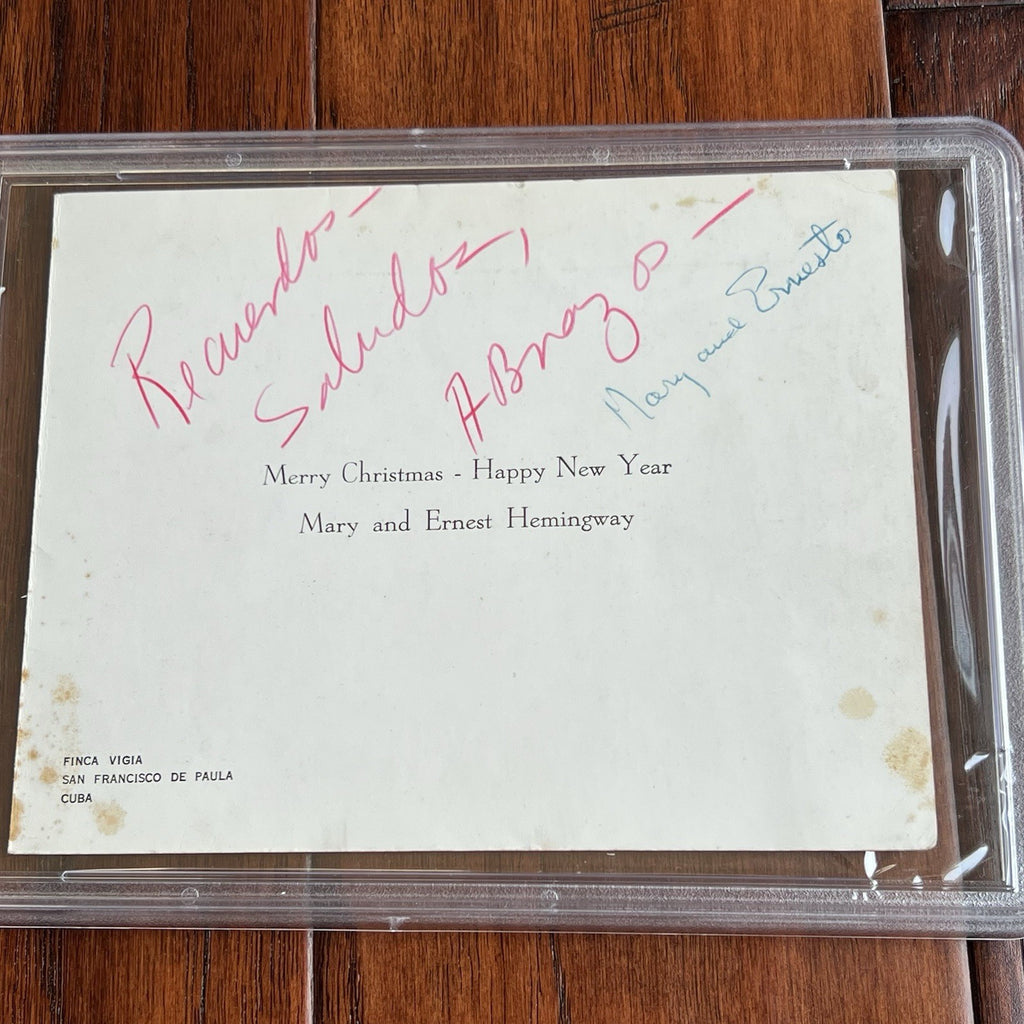 Recuerdos —
Saludos,
ABrazo —
Mary and Ernesto
Merry Christmas - Happy New Year
Mary and Ernest Hemingway
FINCA VIGIA
SAN FRANCISCO DE PAULA
CUBA